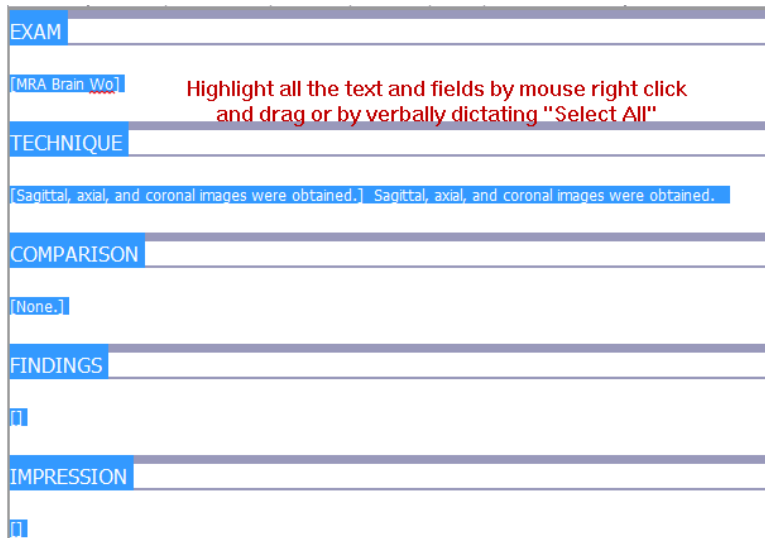 EXAM
[MRA Brain Wo]
Highlight all the text and fields by mouse right click
and drag or by verbally dictating "Select All"
TECHNIQUE
[Sagittal, axial, and coronal images were obtained.] Sagittal, axial, and coronal images were obtained.
COMPARISON
[None.]
FINDINGS
[]
IMPRESSION
[]